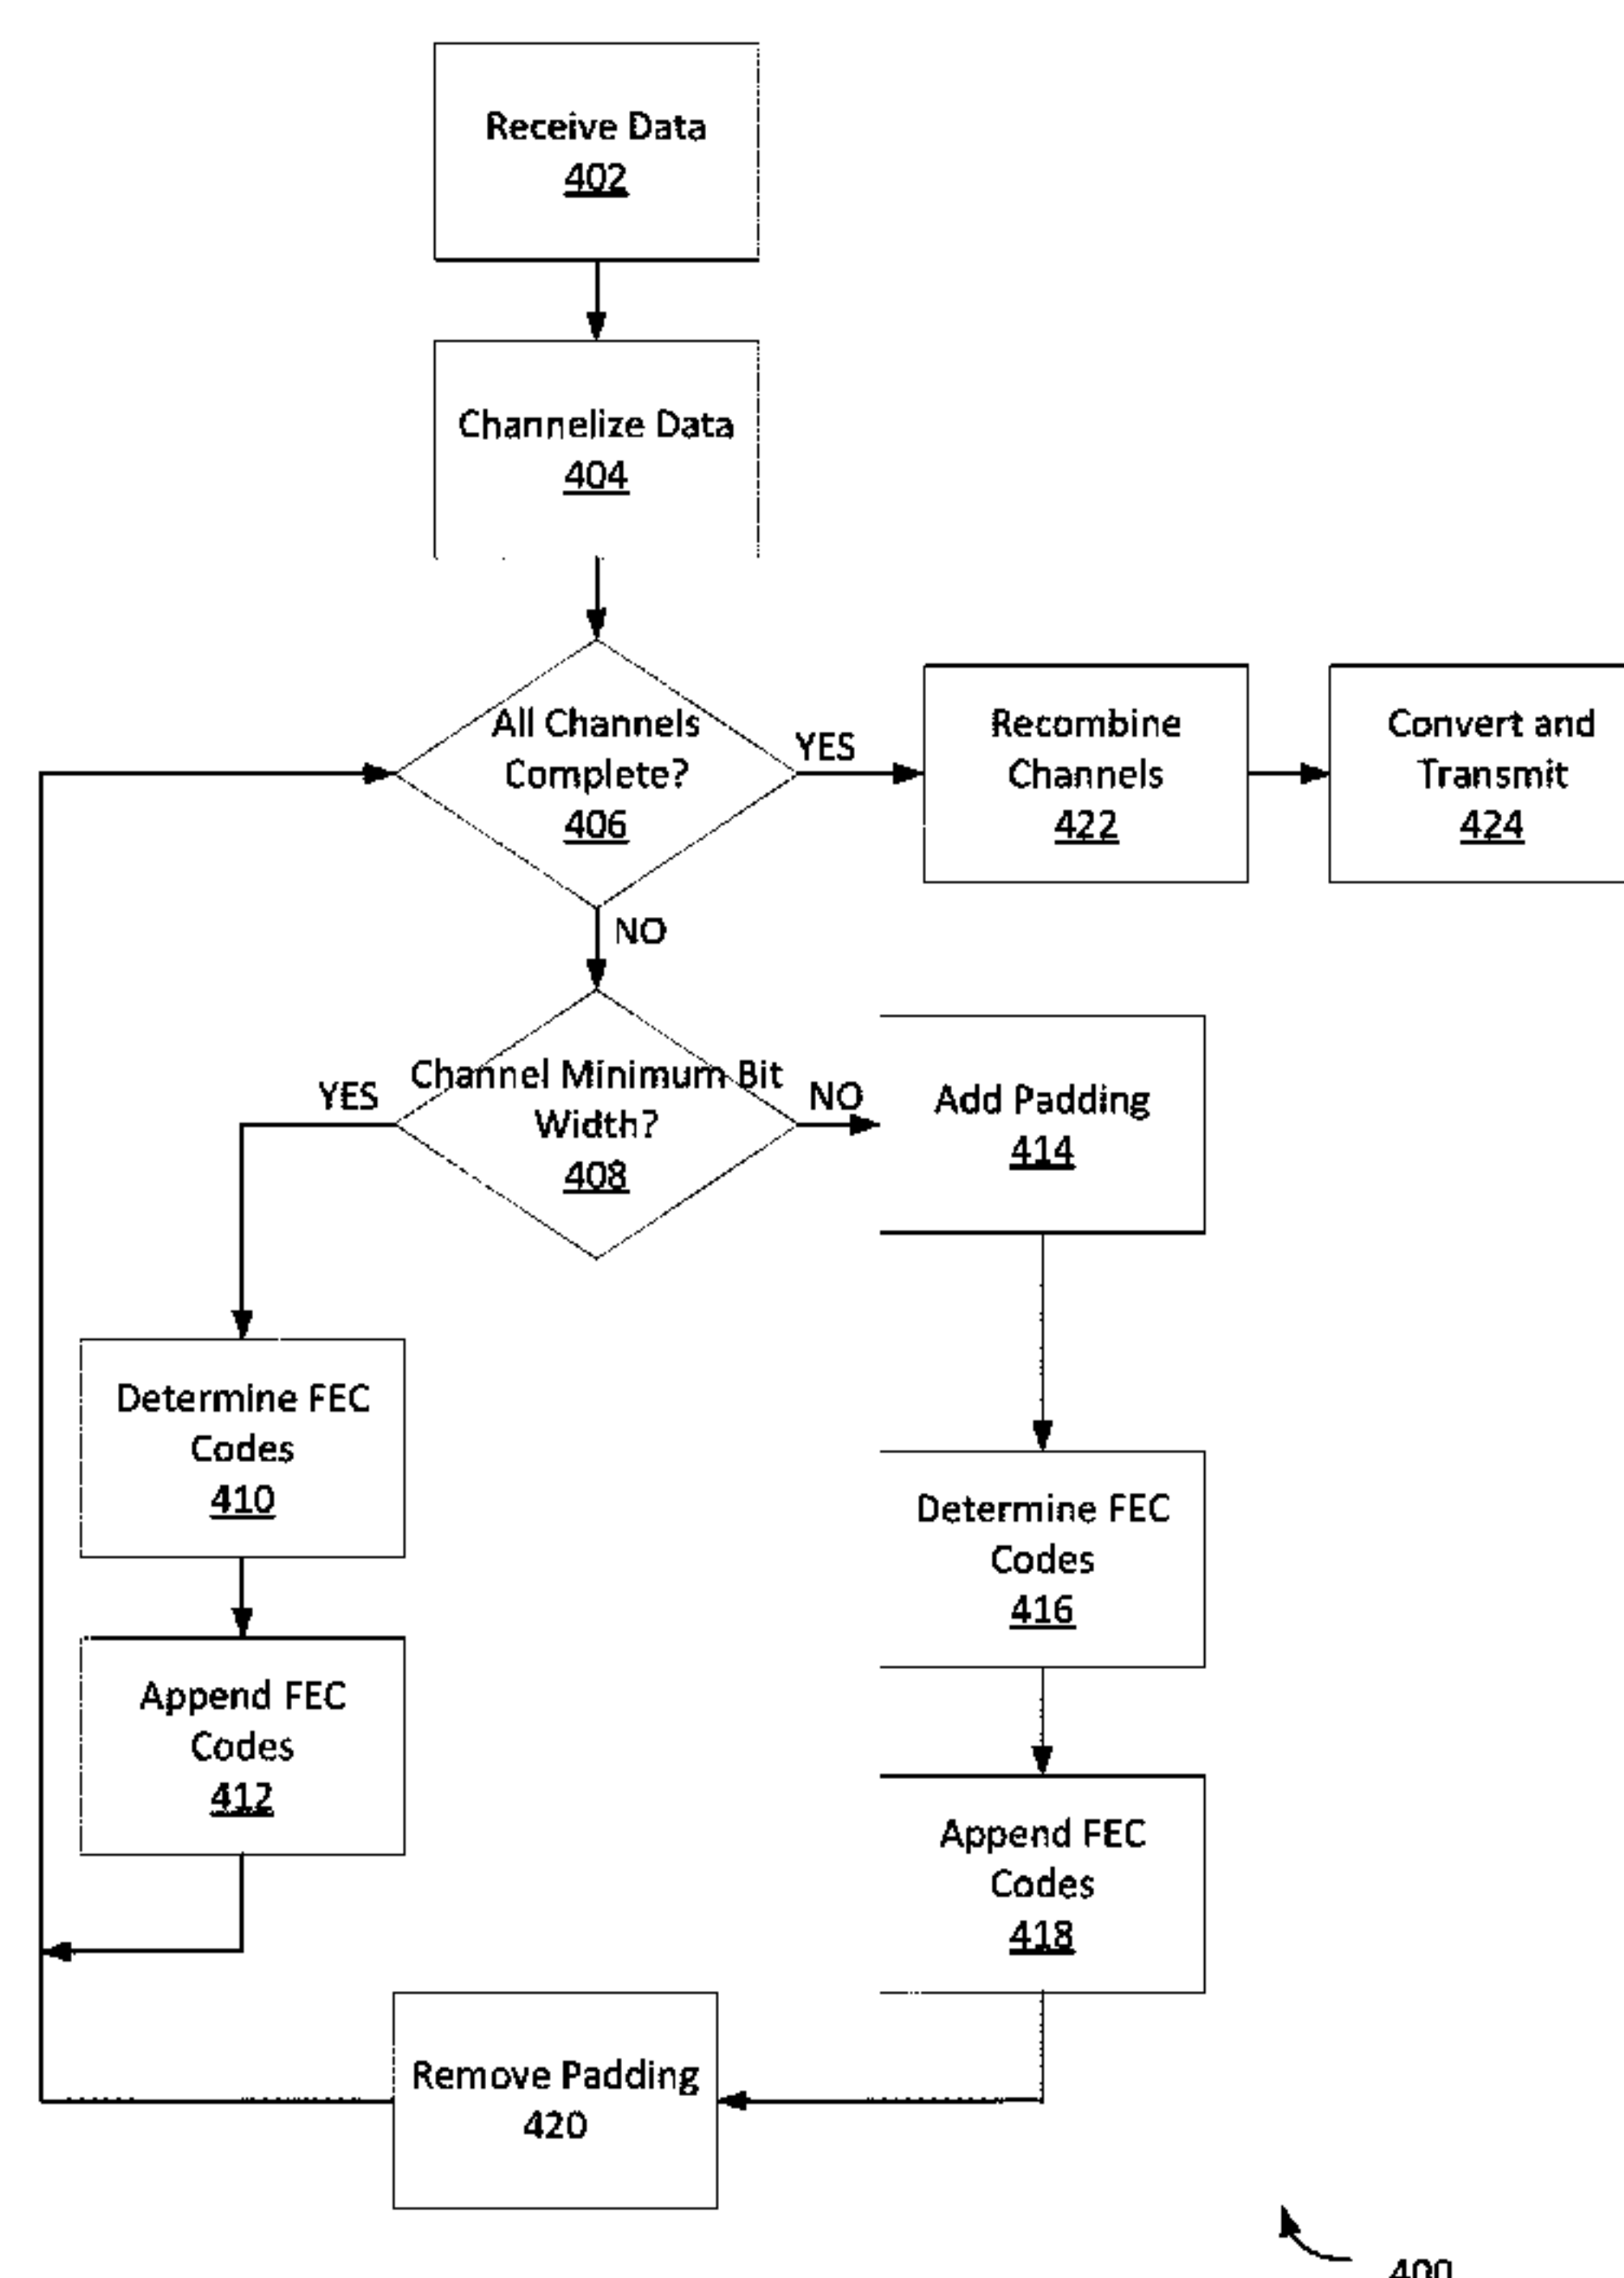 Receive Data
402
Channelize Data
404
All Channels
Complete?
406
YES
Recombine
Channels
422
Convert and
Transmit
424
NO
Channel Minimum Bit
Width?
408
YES
NO
Add Padding
414
Determine FEC
Codes
410
Determine FEC
Codes
416
Append FEC
Codes
412
Append FEC
Codes
418
Remove Padding
420
400